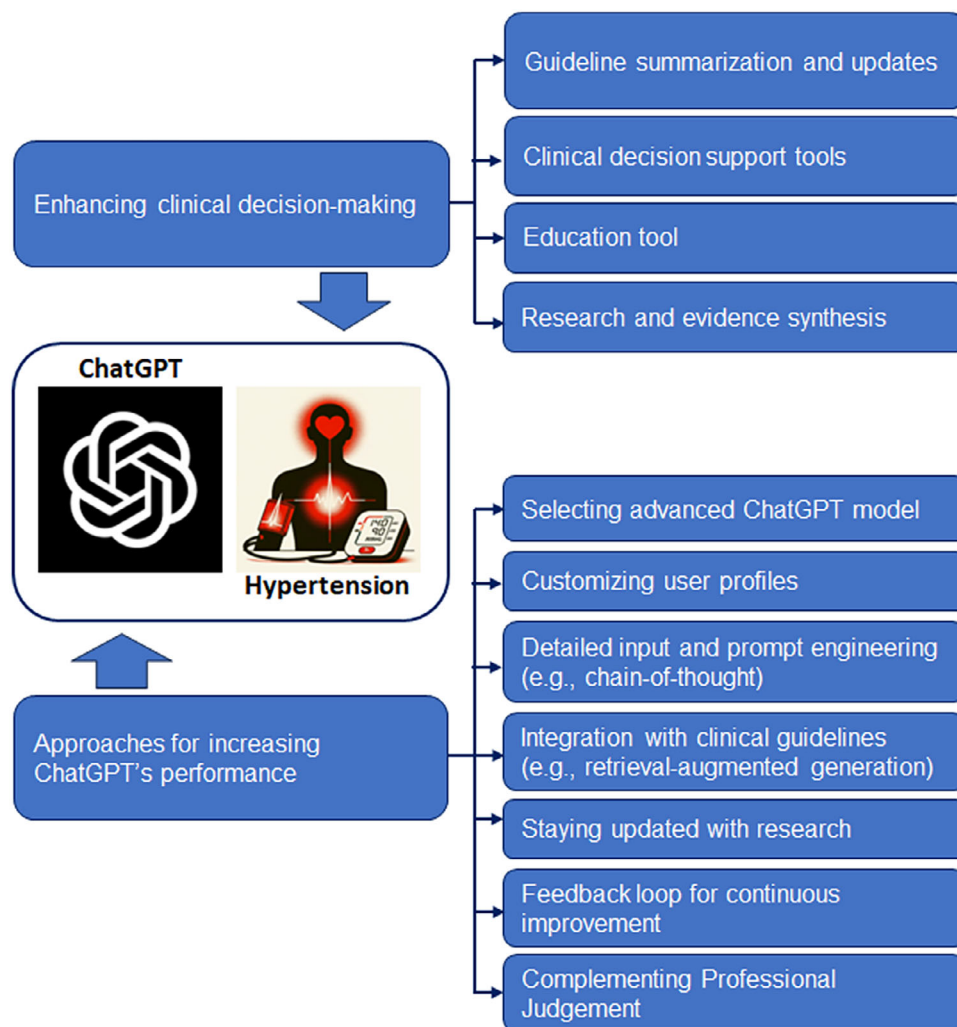 Guideline summarization and updates
Clinical decision support tools
Enhancing clinical decision-making
Education tool
Research and evidence synthesis
ChatGPT
Hypertension
Selecting advanced ChatGPT model
Customizing user profiles
Detailed input and prompt engineering
(e.g., chain-of-thought)
Approaches for increasing
ChatGPT's performance
Integration with clinical guidelines
(e.g., retrieval-augmented generation)
Staying updated with research
Feedback loop for continuous
improvement
Complementing Professional
Judgement